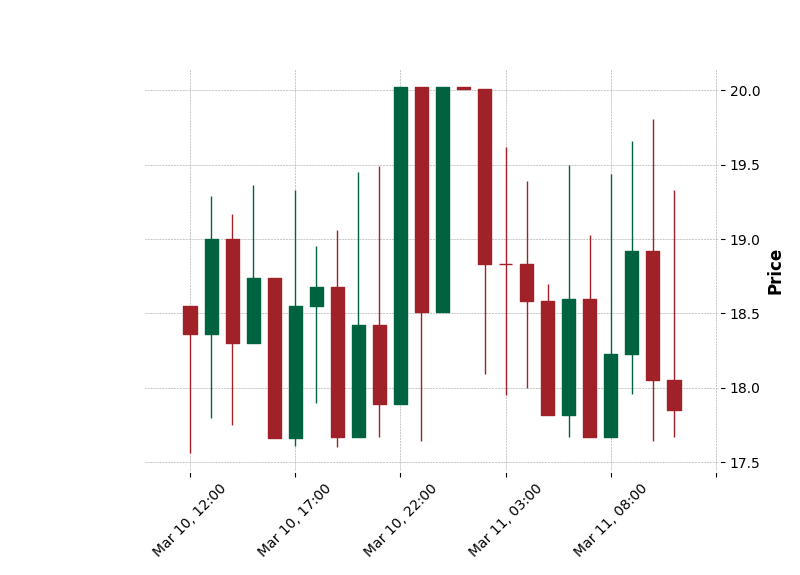 20.0
19.5
19.0
18.5
18.0
17.5
Price
Mar 10, 12:00
Mar 10, 17:00
Mar 10, 22:00
Mar 11, 03:00
Mar 11, 08:00